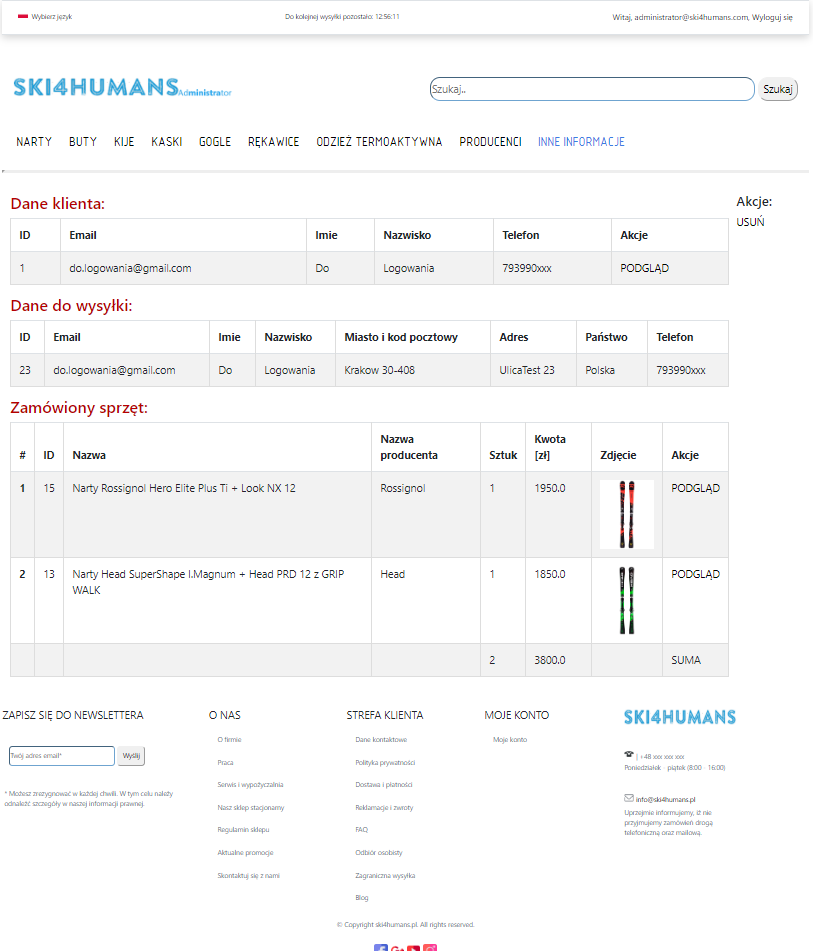 Wybierz język
Do kolejnej wysyłki pozostało: 12:56:11
Witaj, administrator@ski4humans.com, Wyloguj się
SKI4HUMANS Administrator
Szukaj..
Szukaj
NARTY BUTY KIJE KASKI GOGLE RĘKAWICE ODZIEŻ TERMOAKTYWNA PRODUCENCI INNE INFORMACJE
Dane klienta:
ID Email Imie Nazwisko Telefon Akcje
1 do.logowania@gmail.com Do Logowania 793990xxx PODGLĄD
Akcje:
USUŃ
Dane do wysyłki:
ID Email Imie Nazwisko Miasto i kod pocztowy Adres Państwo Telefon
23 do.logowania@gmail.com Do Logowania Krakow 30-408 UlicaTest 23 Polska 793990xxx
Zamówiony sprzęt:
# ID Nazwa Nazwa producenta Sztuk Kwota [zł] Zdjęcie Akcje
1 15 Narty Rossignol Hero Elite Plus Ti + Look NX 12 Rossignol 1 1950.0 PODGLĄD
2 13 Narty Head SuperShape I.Magnum + Head PRD 12 z GRIP WALK Head 1 1850.0 PODGLĄD
2 3800.0 SUMA
ZAPISZ SIĘ DO NEWSLETTERA
Twój adres email*
Wyślij
* Możesz zrezygnować w każdej chwili. W tym celu należy
odnaleźć szczegóły w naszej informacji prawnej.
O NAS
O firmie
Praca
Serwis i wypożyczalnia
Nasz sklep stacjonarny
Regulamin sklepu
Aktualne promocje
Skontaktuj się z nami
STREFA KLIENTA
Dane kontaktowe
Polityka prywatności
Dostawa i płatności
Reklamacje i zwroty
FAQ
Odbiór osobisty
Zagraniczna wysyłka
Blog
MOJE KONTO
Moje konto
SKI4HUMANS
| +48 xxx xxx xxx
Poniedziałek - piątek (8:00 - 16:00)
info@ski4humans.pl
Uprzejmie informujemy, iż nie
przyjmujemy zamówień drogą
telefoniczną oraz mailową.
© Copyright ski4humans.pl. All rights reserved.